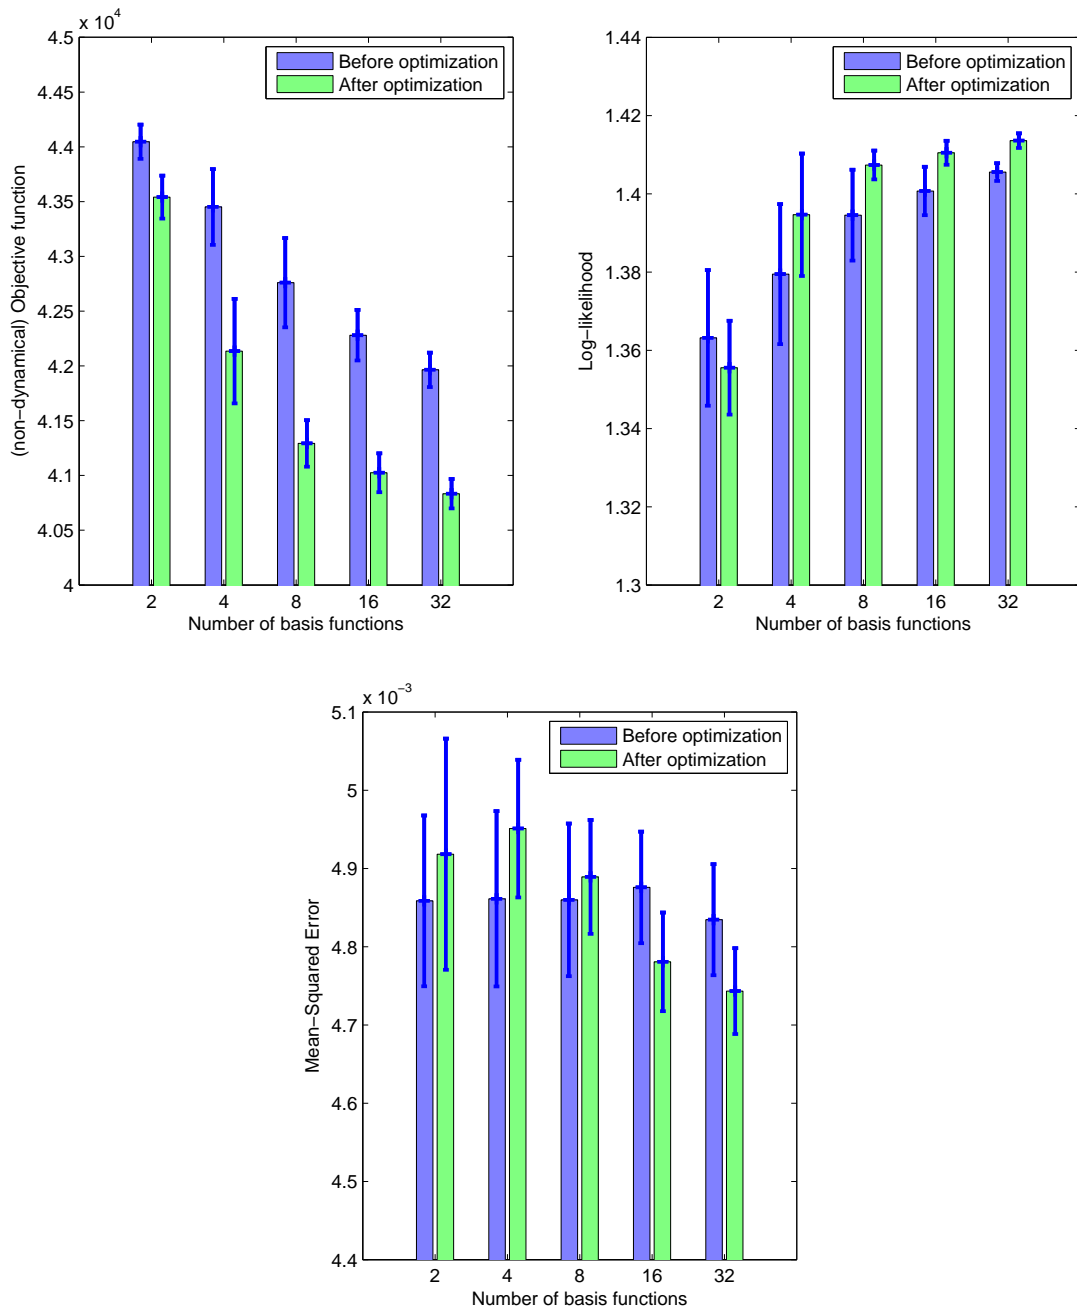 x 10⁴
4.5
4.45
4.4
4.35
4.3
4.25
4.2
4.15
4.1
4.05
4
(non−dynamical) Objective function
Before optimization
After optimization
2 4 8 16 32
Number of basis functions
1.44
1.42
1.4
1.38
1.36
1.34
1.32
1.3
Log−likelihood
Before optimization
After optimization
2 4 8 16 32
Number of basis functions
x 10⁻³
5.1
5
4.9
4.8
4.7
4.6
4.5
4.4
Mean−Squared Error
Before optimization
After optimization
2 4 8 16 32
Number of basis functions